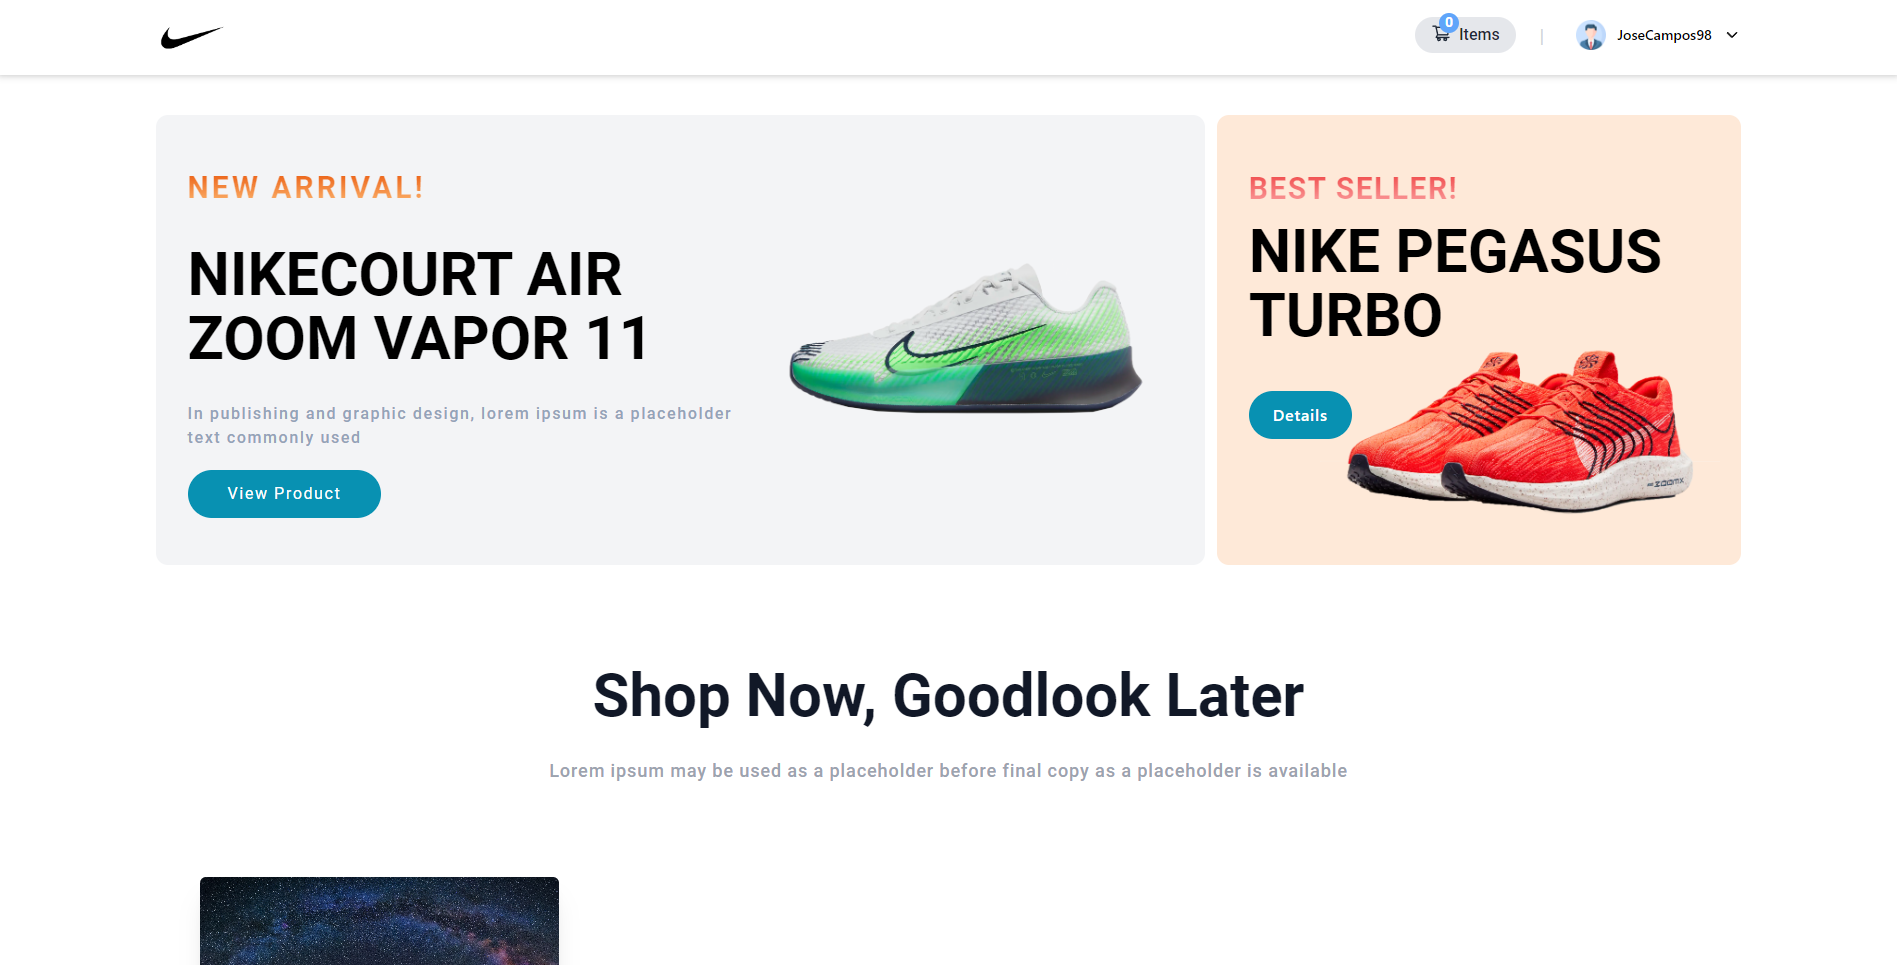 0
Items
|
JoseCampos98
NEW ARRIVAL!
NIKECOURT AIR
ZOOM VAPOR 11
In publishing and graphic design, lorem ipsum is a placeholder
text commonly used
View Product
BEST SELLER!
NIKE PEGASUS
TURBO
Details
ZOOMX
Shop Now, Goodlook Later
Lorem ipsum may be used as a placeholder before final copy as a placeholder is available